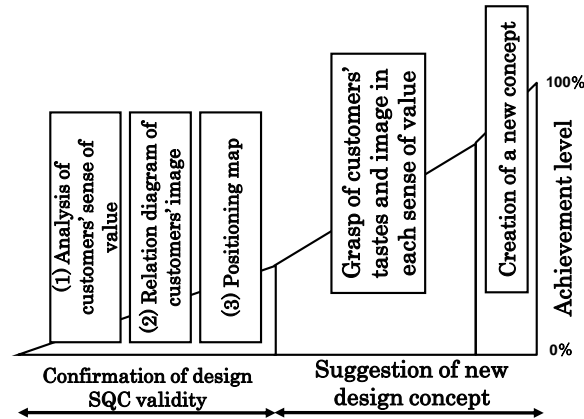 (1) Analysis of
customers' sense of
value
(2) Relation diagram of
customers' image
(3) Positioning map
Grasp of customers'
tastes and image in
each sense of value
Creation of a new concept
100%
Achievement level
0%
Confirmation of design
SQC validity
Suggestion of new
design concept